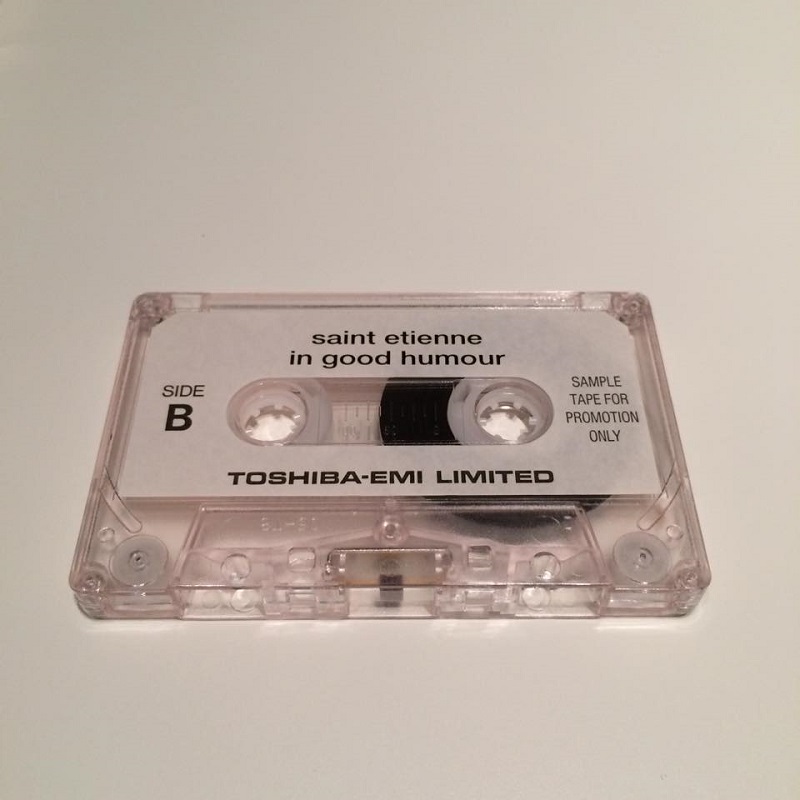 saint etienne
in good humour
SIDE
B
SAMPLE
TAPE FOR
PROMOTION
ONLY
TOSHIBA-EMI LIMITED